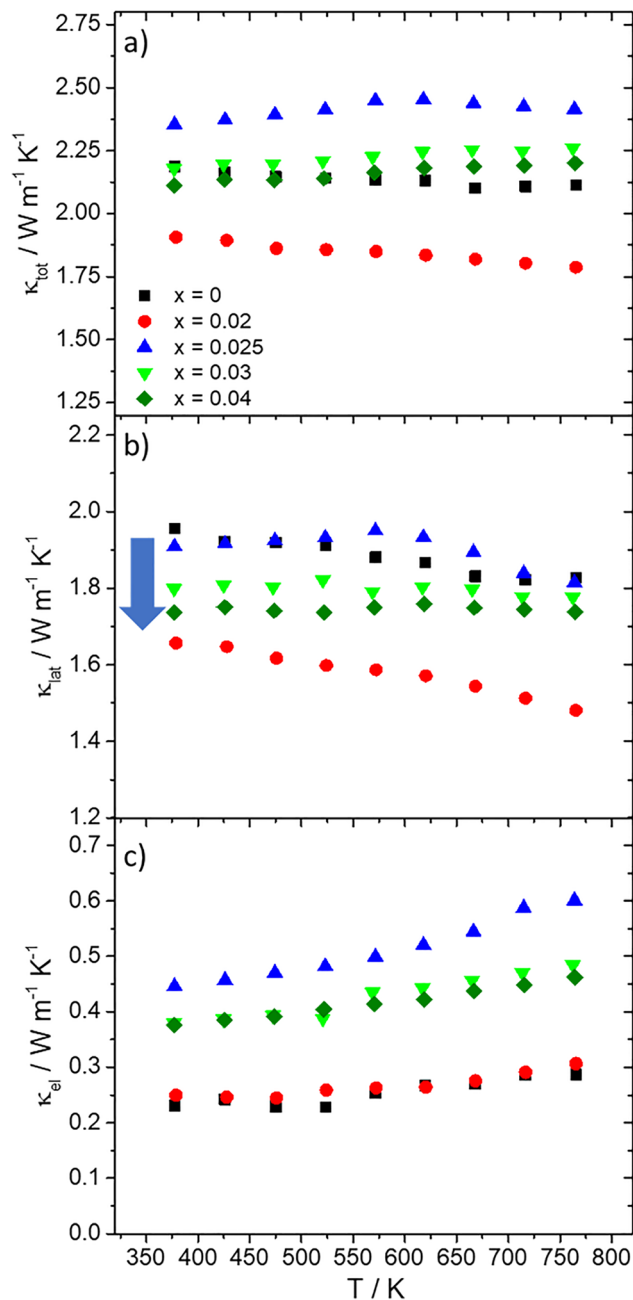 a)
2.75
2.50
2.25
2.00
1.75
1.50
1.25
κtot / W m⁻¹ K⁻¹
x = 0
x = 0.02
x = 0.025
x = 0.03
x = 0.04
b)
2.2
2.0
1.8
1.6
1.4
1.2
κlat / W m⁻¹ K⁻¹
c)
0.7
0.6
0.5
0.4
0.3
0.2
0.1
0.0
κel / W m⁻¹ K⁻¹
350 400 450 500 550 600 650 700 750 800
T / K